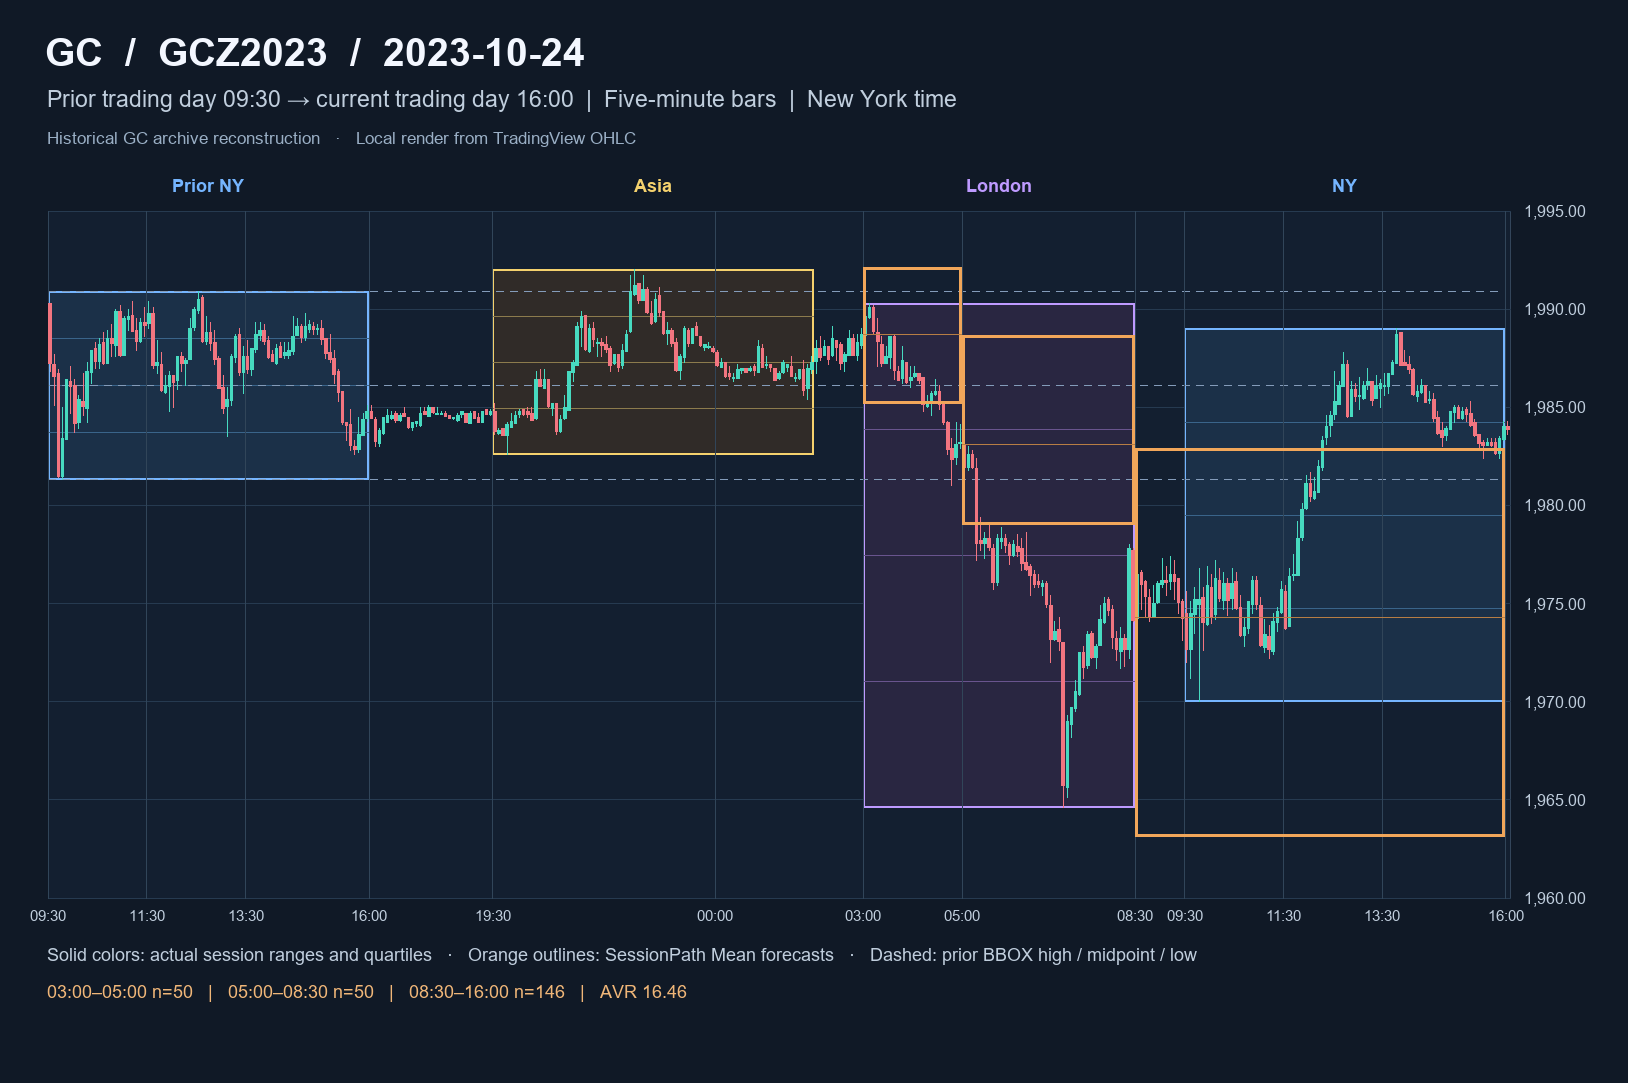 GC / GCZ2023 / 2023-10-24
Prior trading day 09:30 → current trading day 16:00 | Five-minute bars | New York time
Historical GC archive reconstruction · Local render from TradingView OHLC
Prior NY Asia London NY
1,995.00
1,990.00
1,985.00
1,980.00
1,975.00
1,970.00
1,965.00
1,960.00
09:30 11:30 13:30 16:00 19:30 00:00 03:00 05:00 08:30 09:30 11:30 13:30 16:00
Solid colors: actual session ranges and quartiles · Orange outlines: SessionPath Mean forecasts · Dashed: prior BBOX high / midpoint / low
03:00–05:00 n=50 | 05:00–08:30 n=50 | 08:30–16:00 n=146 | AVR 16.46